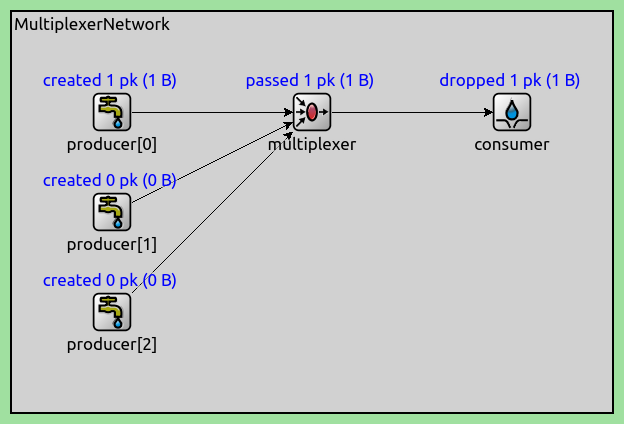 MultiplexerNetwork
created 1 pk (1 B)
passed 1 pk (1 B)
dropped 1 pk (1 B)
producer[0]
multiplexer
consumer
created 0 pk (0 B)
producer[1]
created 0 pk (0 B)
producer[2]